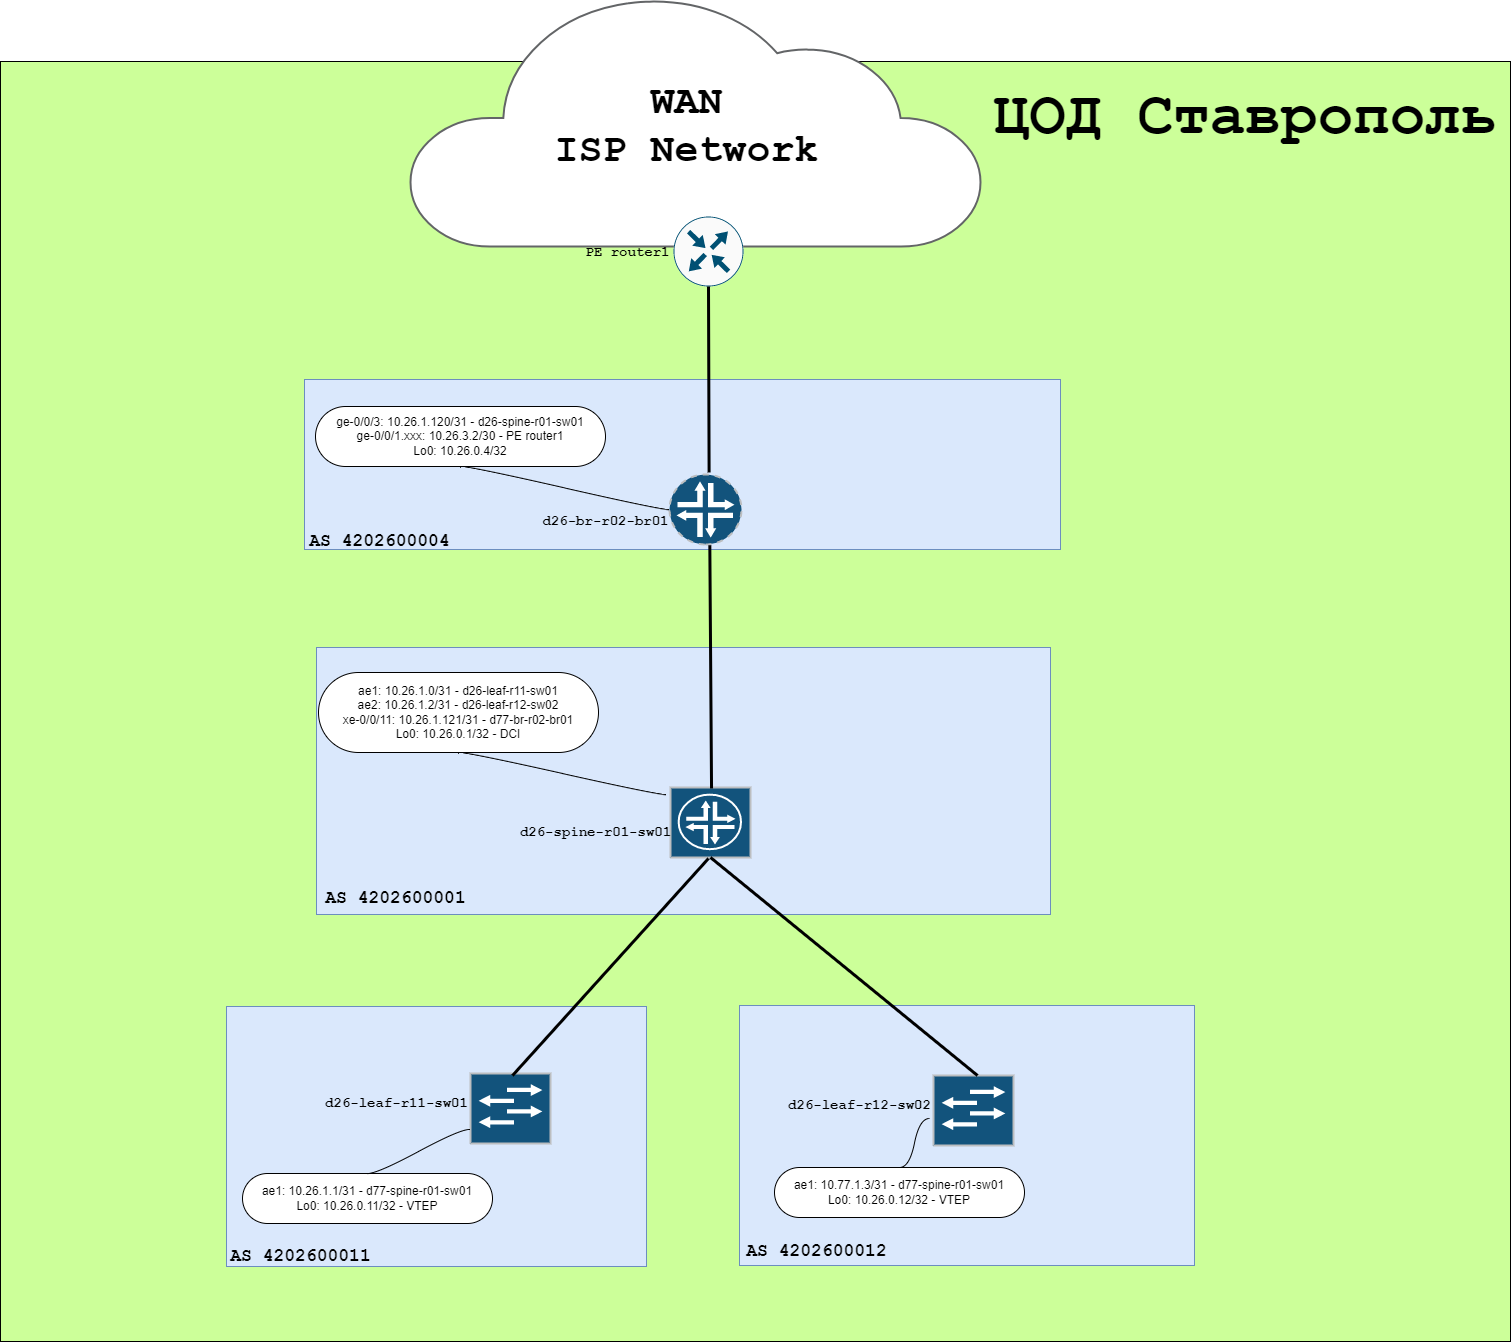 WAN
ISP Network
ЦОД Ставрополь
PE router1
ge-0/0/3: 10.26.1.120/31 - d26-spine-r01-sw01
ge-0/0/1.xxx: 10.26.3.2/30 - PE router1
Lo0: 10.26.0.4/32
d26-br-r02-br01
AS 4202600004
ae1: 10.26.1.0/31 - d26-leaf-r11-sw01
ae2: 10.26.1.2/31 - d26-leaf-r12-sw02
xe-0/0/11: 10.26.1.121/31 - d77-br-r02-br01
Lo0: 10.26.0.1/32 - DCI
d26-spine-r01-sw01
AS 4202600001
d26-leaf-r11-sw01
ae1: 10.26.1.1/31 - d77-spine-r01-sw01
Lo0: 10.26.0.11/32 - VTEP
AS 4202600011
d26-leaf-r12-sw02
ae1: 10.77.1.3/31 - d77-spine-r01-sw01
Lo0: 10.26.0.12/32 - VTEP
AS 4202600012